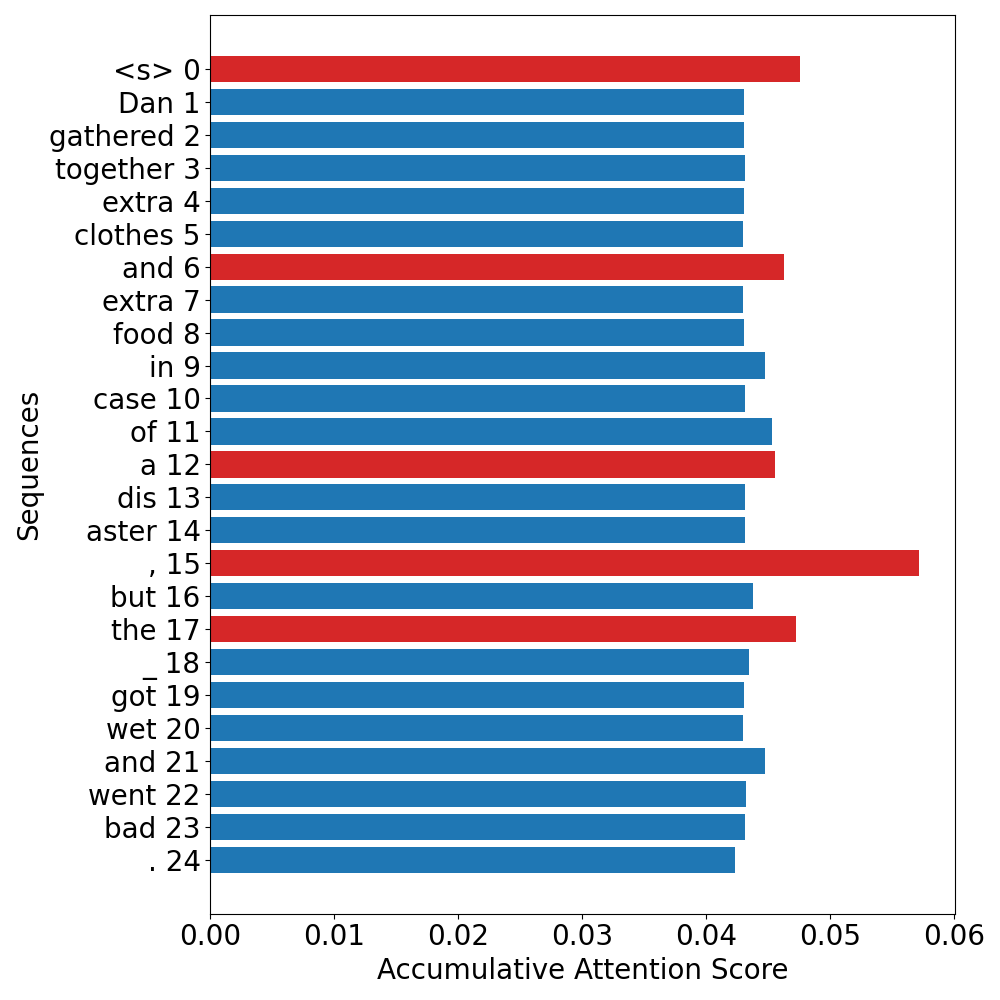 <s> 0
Dan 1
gathered 2
together 3
extra 4
clothes 5
and 6
extra 7
food 8
in 9
case 10
of 11
a 12
dis 13
aster 14
, 15
but 16
the 17
_ 18
got 19
wet 20
and 21
went 22
bad 23
. 24
Sequences
0.00 0.01 0.02 0.03 0.04 0.05 0.06
Accumulative Attention Score